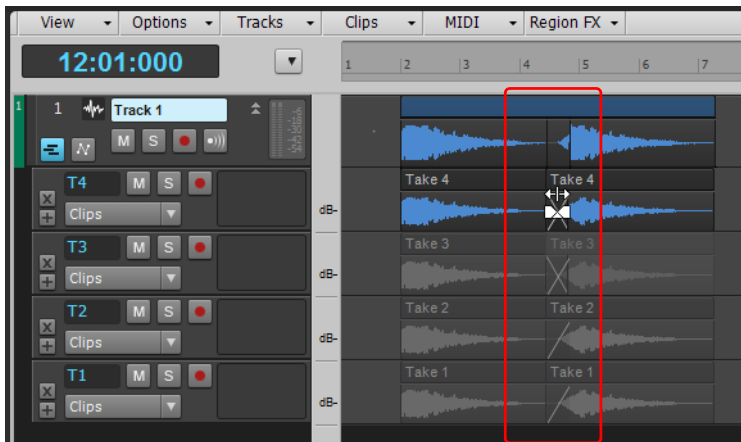 View Options Tracks Clips MIDI Region FX
12:01:000
1 2 3 4 5 6 7
1 1 Track 1
M S
Take 4 Take 4
T4 M S
Clips dB-
Take 3 Take 3
T3 M S
Clips dB-
Take 2 Take 2
T2 M S
Clips dB-
Take 1 Take 1
T1 M S
Clips dB-